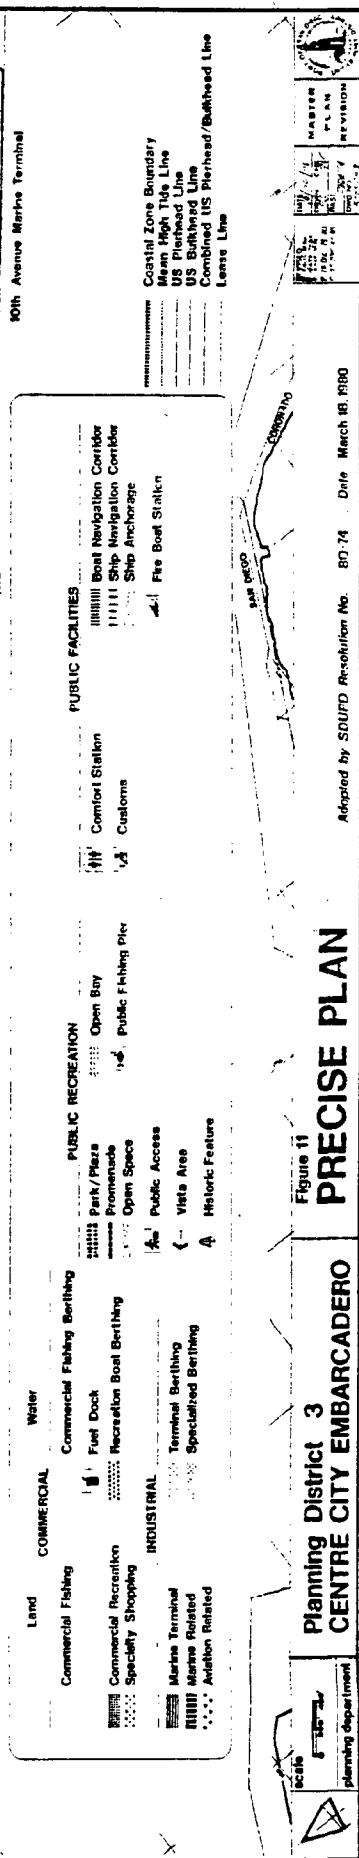 10th Avenue Marine Terminal
Land
Water
COMMERCIAL
Commercial Fishing
Commercial Fishing Berthing
Fuel Dock
Commercial Recreation
Recreation Boat Berthing
Specialty Shopping
INDUSTRIAL
Marine Terminal
Terminal Berthing
Marine Related
Specialized Berthing
Aviation Related
PUBLIC RECREATION
Park/Plaza
Open Bay
Promenade
Public Fishing Pier
Open Space
Public Access
Vista Area
Historic Feature
PUBLIC FACILITIES
Comfort Station
Customs
Boat Navigation Corridor
Ship Navigation Corridor
Ship Anchorage
Fire Boat Station
Coastal Zone Boundary
Mean High Tide Line
US Pierhead Line
US Bulkhead Line
Combined US Pierhead/Bulkhead Line
Lease Line
SAN DIEGO
CORONADO
scale
planning department
Planning District 3
CENTRE CITY EMBARCADERO
Figure 11
PRECISE PLAN
Adopted by SDUPD Resolution No. 80-74 Date March 18, 1980
MASTER
PLAN
REVISION